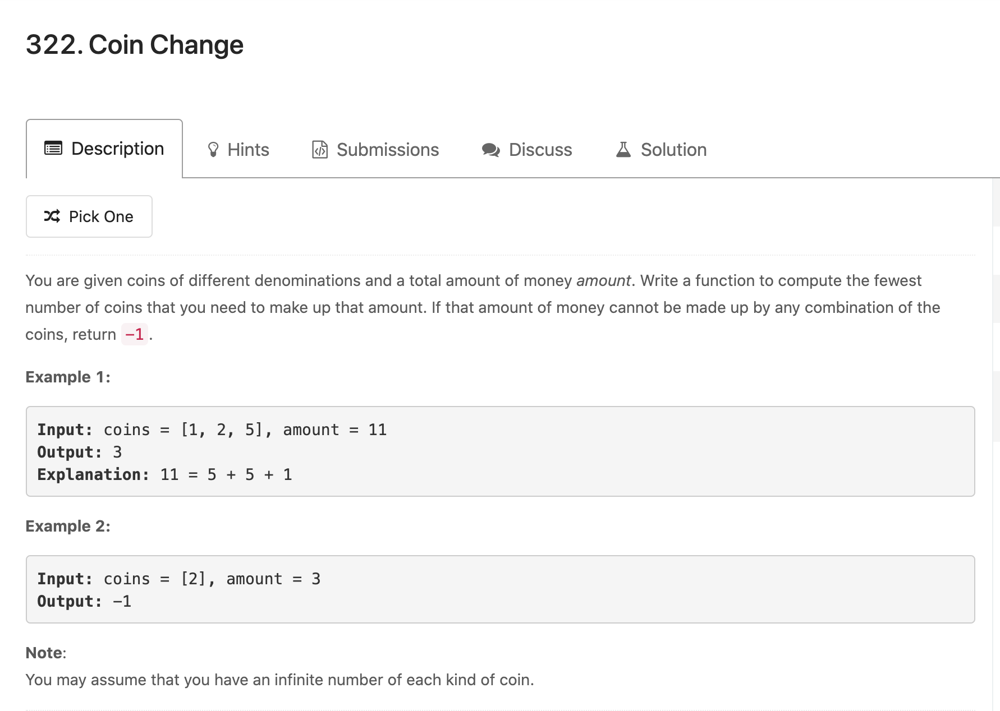 322. Coin Change
Description
Hints
Submissions
Discuss
Solution
Pick One
You are given coins of different denominations and a total amount of money amount. Write a function to compute the fewest
number of coins that you need to make up that amount. If that amount of money cannot be made up by any combination of the
coins, return -1.
Example 1:
Input: coins = [1, 2, 5], amount = 11
Output: 3
Explanation: 11 = 5 + 5 + 1
Example 2:
Input: coins = [2], amount = 3
Output: -1
Note:
You may assume that you have an infinite number of each kind of coin.